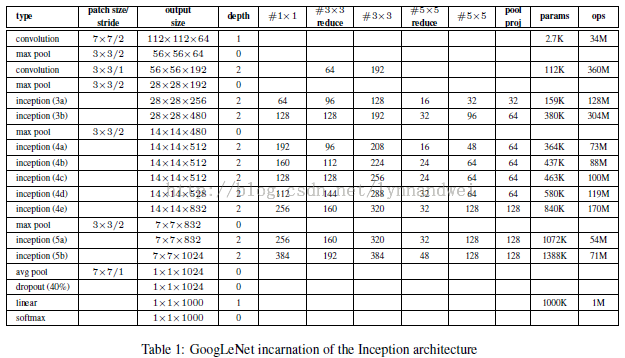 type patch size/ stride output size depth #1×1 #3×3 reduce #3×3 #5×5 reduce #5×5 pool proj params ops
convolution 7×7/2 112×112×64 1 2.7K 34M
max pool 3×3/2 56×56×64 0
convolution 3×3/1 56×56×192 2 64 192 112K 360M
max pool 3×3/2 28×28×192 0
inception (3a) 28×28×256 2 64 96 128 16 32 32 159K 128M
inception (3b) 28×28×480 2 128 128 192 32 96 64 380K 304M
max pool 3×3/2 14×14×480 0
inception (4a) 14×14×512 2 192 96 208 16 48 64 364K 73M
inception (4b) 14×14×512 2 160 112 224 24 64 64 437K 88M
inception (4c) 14×14×512 2 128 128 256 24 64 64 463K 100M
inception (4d) 14×14×528 2 112 144 288 32 64 64 580K 119M
inception (4e) 14×14×832 2 256 160 320 32 128 128 840K 170M
max pool 3×3/2 7×7×832 0
inception (5a) 7×7×832 2 256 160 320 32 128 128 1072K 54M
inception (5b) 7×7×1024 2 384 192 384 48 128 128 1388K 71M
avg pool 7×7/1 1×1×1024 0
dropout (40%) 1×1×1024 0
linear 1×1×1000 1 1000K 1M
softmax 1×1×1000 0
Table 1: GoogLeNet incarnation of the Inception architecture